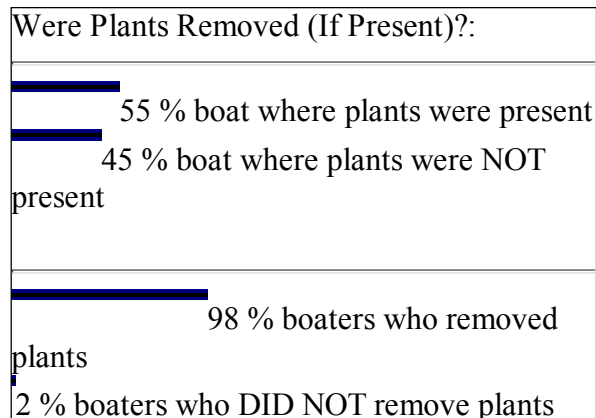 Were Plants Removed (If Present)?:
55 % boat where plants were present
45 % boat where plants were NOT
present
98 % boaters who removed
plants
2 % boaters who DID NOT remove plants